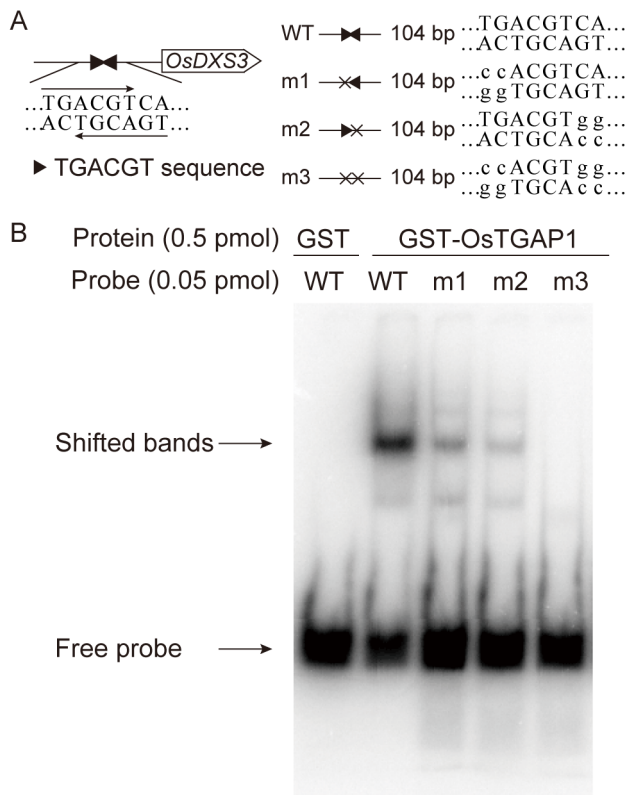 A
OsDXS3
...TGACGTCA...
...ACTGCAGT...
▶ TGACGT sequence
WT 104 bp ...TGACGTCA...
...ACTGCAGT...
m1 104 bp ...ccACGTCA...
...ggTGCAGT...
m2 104 bp ...TGACGTgg...
...ACTGCAcc...
m3 104 bp ...ccACGTgg...
...ggTGCAcc...
B
Protein (0.5 pmol) GST GST-OsTGAP1
Probe (0.05 pmol) WT WT m1 m2 m3
Shifted bands
Free probe